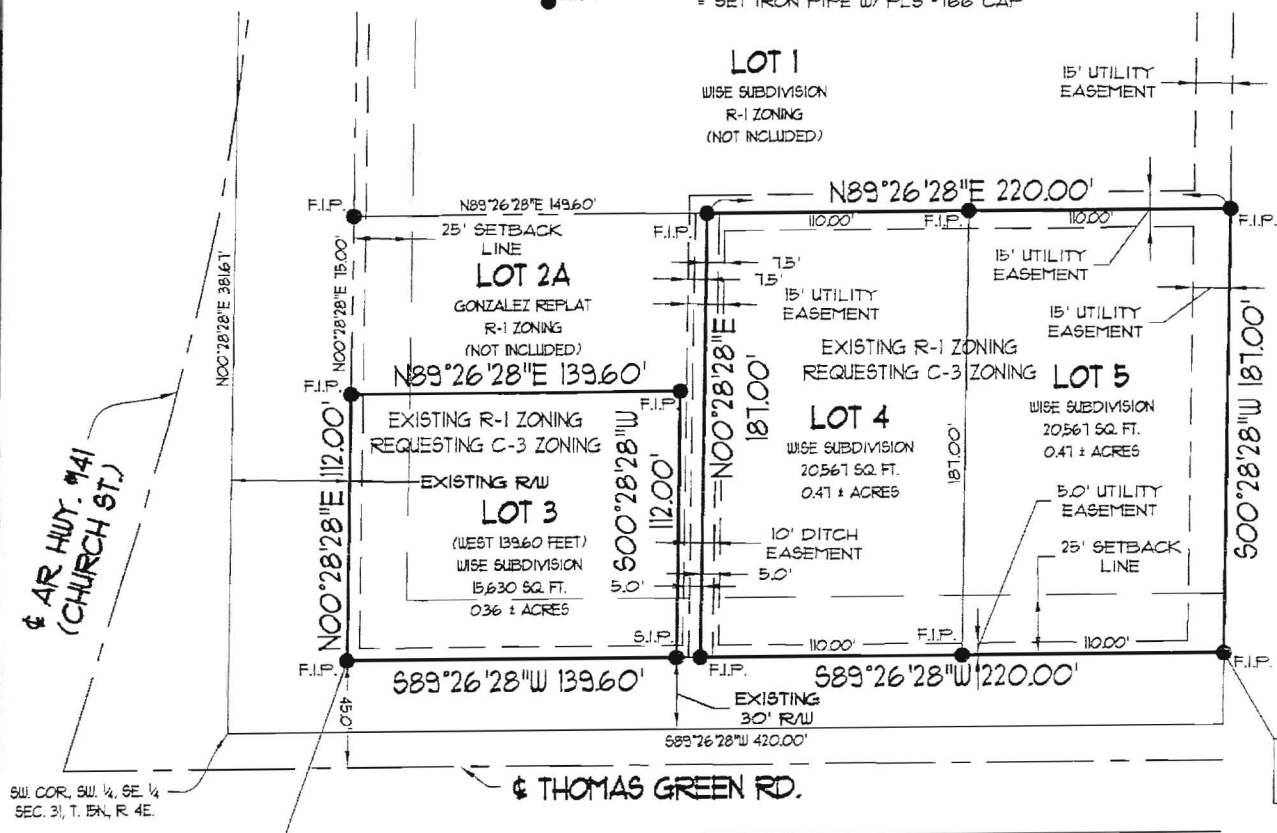 = SET IRON PIPE W/ PLS
LOT 1
WISE SUBDIVISION
R-1 ZONING
(NOT INCLUDED)
15' UTILITY
EASEMENT
N89°26'28"E 220.00'
110.00'
110.00'
F.I.P.
F.I.P.
F.I.P.
F.I.P.
N89°26'28"E 149.60'
25' SETBACK
LINE
LOT 2A
GONZALEZ REPLAT
R-1 ZONING
(NOT INCLUDED)
N00°28'28"E 75.00'
N00°28'28"E 381.67'
7.5'
7.5'
15' UTILITY
EASEMENT
15' UTILITY
EASEMENT
15' UTILITY
EASEMENT
N89°26'28"E 139.60'
F.I.P.
F.I.P.
EXISTING R-1 ZONING
REQUESTING C-3 ZONING
EXISTING R/W
LOT 3
(WEST 139.60 FEET)
WISE SUBDIVISION
15,630 SQ. FT.
0.36 ± ACRES
N00°28'28"E 112.00'
S00°28'28"W
112.00'
N00°28'28"E
187.00'
EXISTING R-1 ZONING
REQUESTING C-3 ZONING
LOT 4
WISE SUBDIVISION
20,567 SQ. FT.
0.47 ± ACRES
187.00'
LOT 5
WISE SUBDIVISION
20,567 SQ. FT.
0.47 ± ACRES
S00°28'28"W 187.00'
10' DITCH
EASEMENT
5.0'
5.0'
5.0' UTILITY
EASEMENT
25' SETBACK
LINE
℄ AR. HWY. #141
(CHURCH ST.)
F.I.P.
S.I.P.
F.I.P.
F.I.P.
F.I.P.
110.00'
110.00'
S89°26'28"W 139.60'
S89°26'28"W 220.00'
45.0'
EXISTING
30' R/W
S89°26'28"W 420.00'
℄ THOMAS GREEN RD.
SW. COR., SW. 1/4, SE. 1/4
SEC. 31, T. 15N., R. 4E.